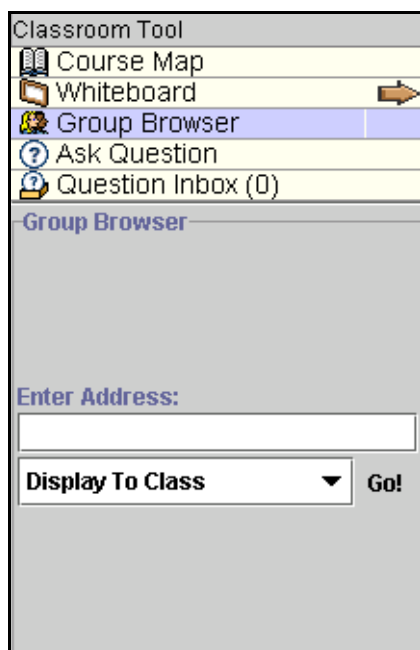 Classroom Tool
Course Map
Whiteboard
Group Browser
Ask Question
Question Inbox (0)
Group Browser
Enter Address:
Display To Class Go!